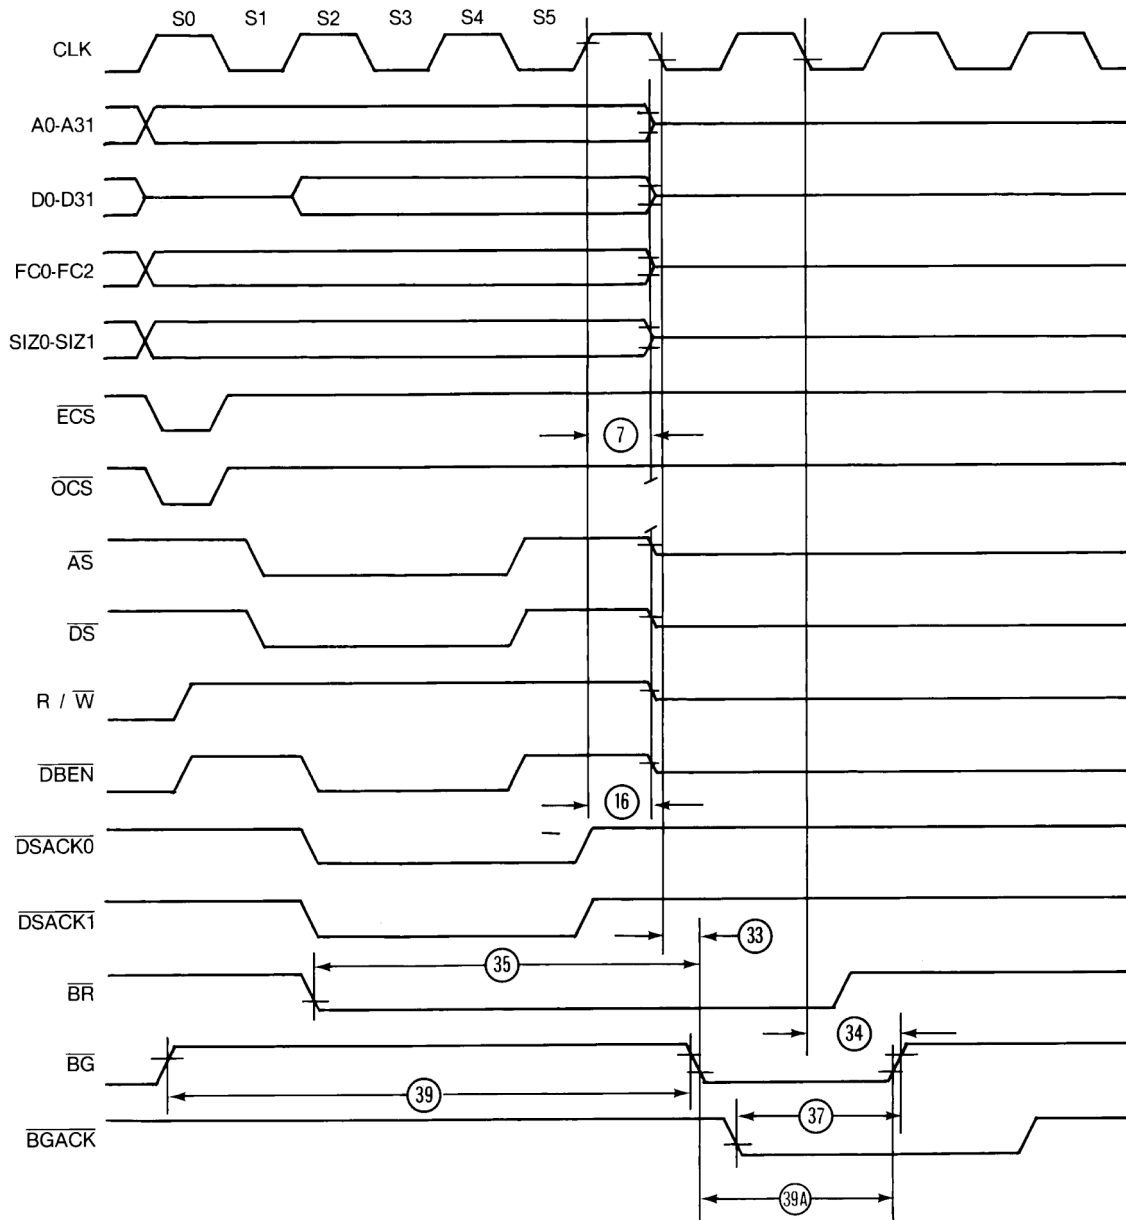 S0 S1 S2 S3 S4 S5
CLK
A0-A31
D0-D31
FC0-FC2
SIZ0-SIZ1
ECS
7
OCS
AS
DS
R / W
DBEN
16
DSACK0
DSACK1
33
35
BR
34
BG
39
37
BGACK
39A